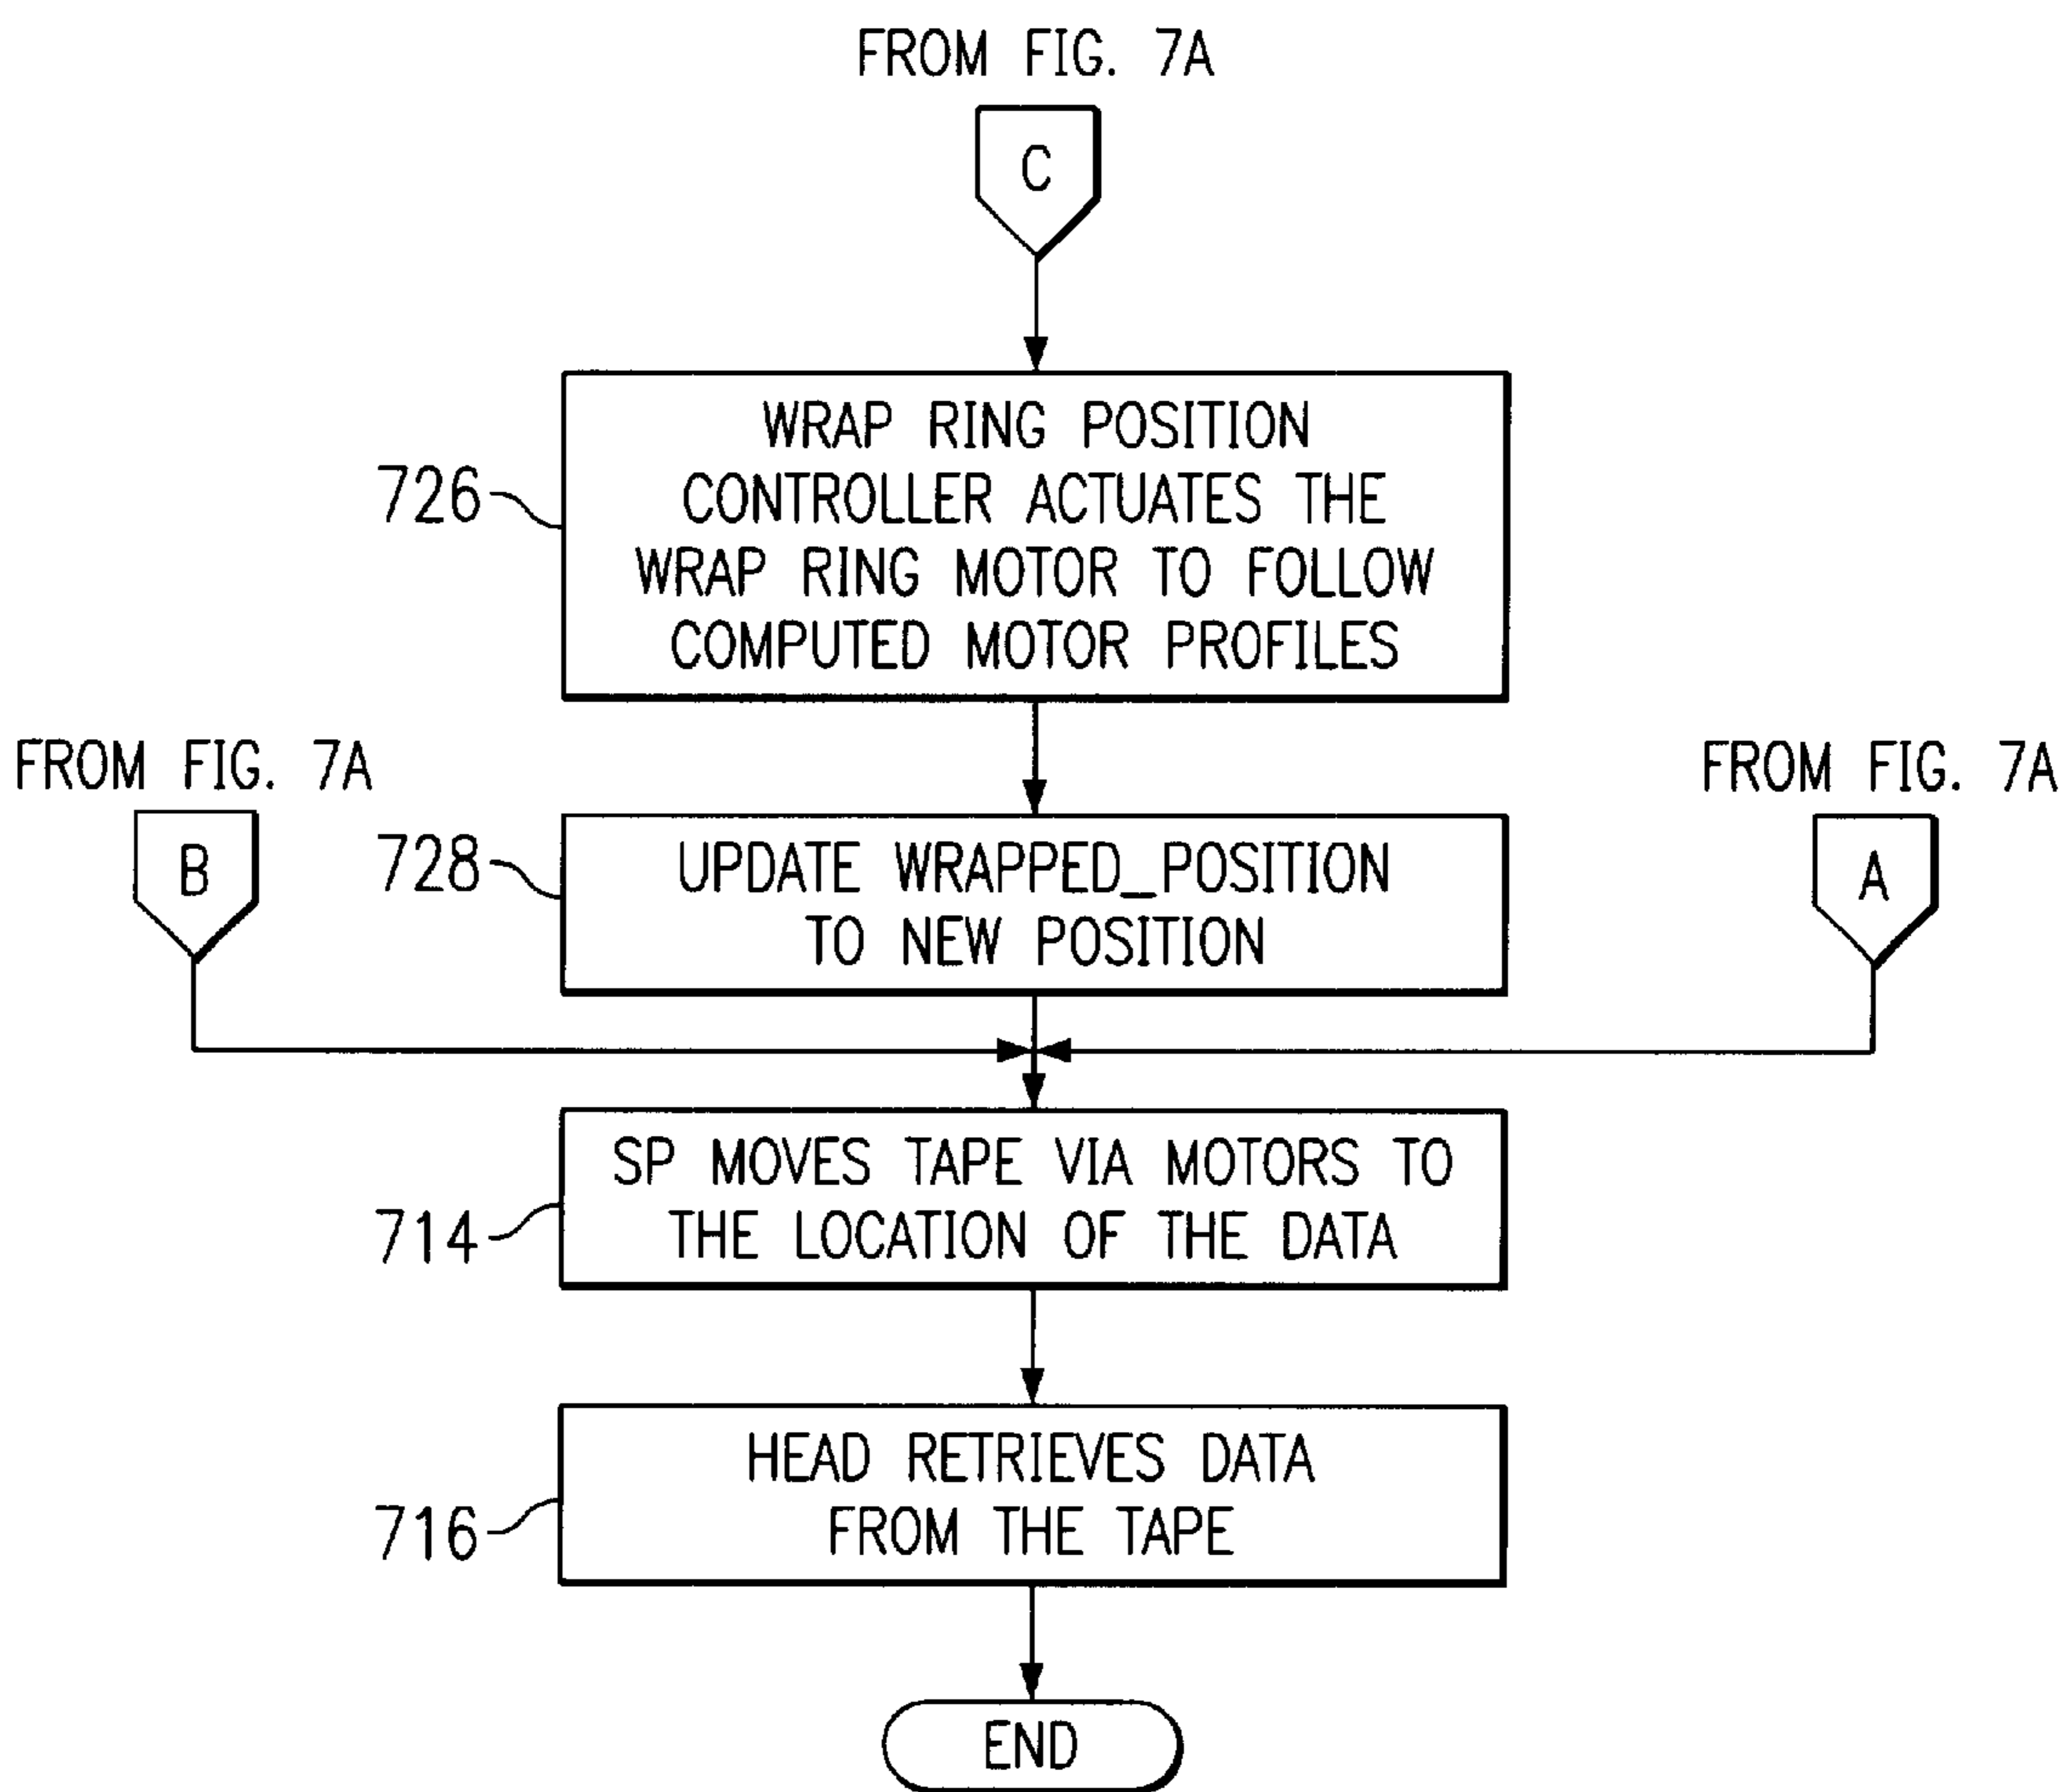 FROM FIG. 7A
C
WRAP RING POSITION
CONTROLLER ACTUATES THE
WRAP RING MOTOR TO FOLLOW
COMPUTED MOTOR PROFILES
726
FROM FIG. 7A
B
FROM FIG. 7A
A
728
UPDATE WRAPPED_POSITION
TO NEW POSITION
SP MOVES TAPE VIA MOTORS TO
THE LOCATION OF THE DATA
714
HEAD RETRIEVES DATA
FROM THE TAPE
716
END